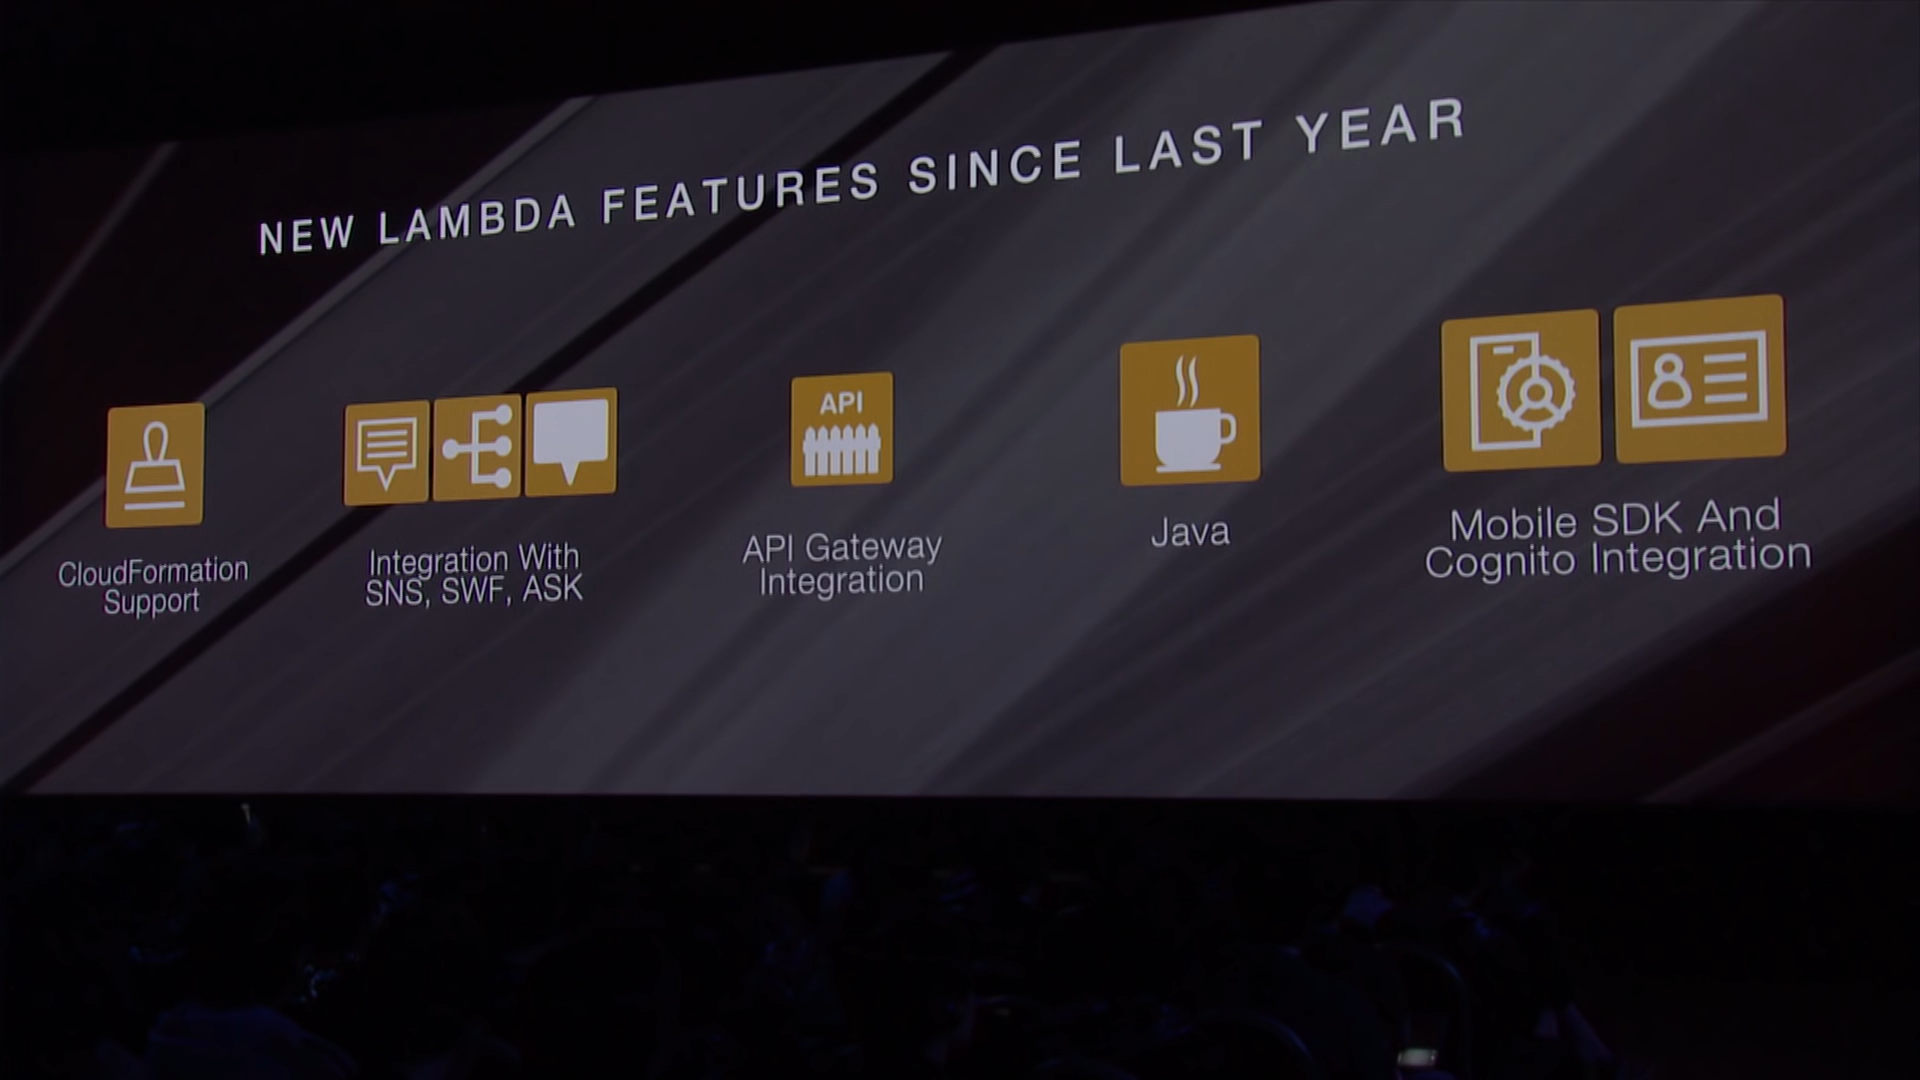 NEW LAMBDA FEATURES SINCE LAST YEAR
API
CloudFormation
Support
Integration With
SNS, SWF, ASK
API Gateway
Integration
Java
Mobile SDK And
Cognito Integration